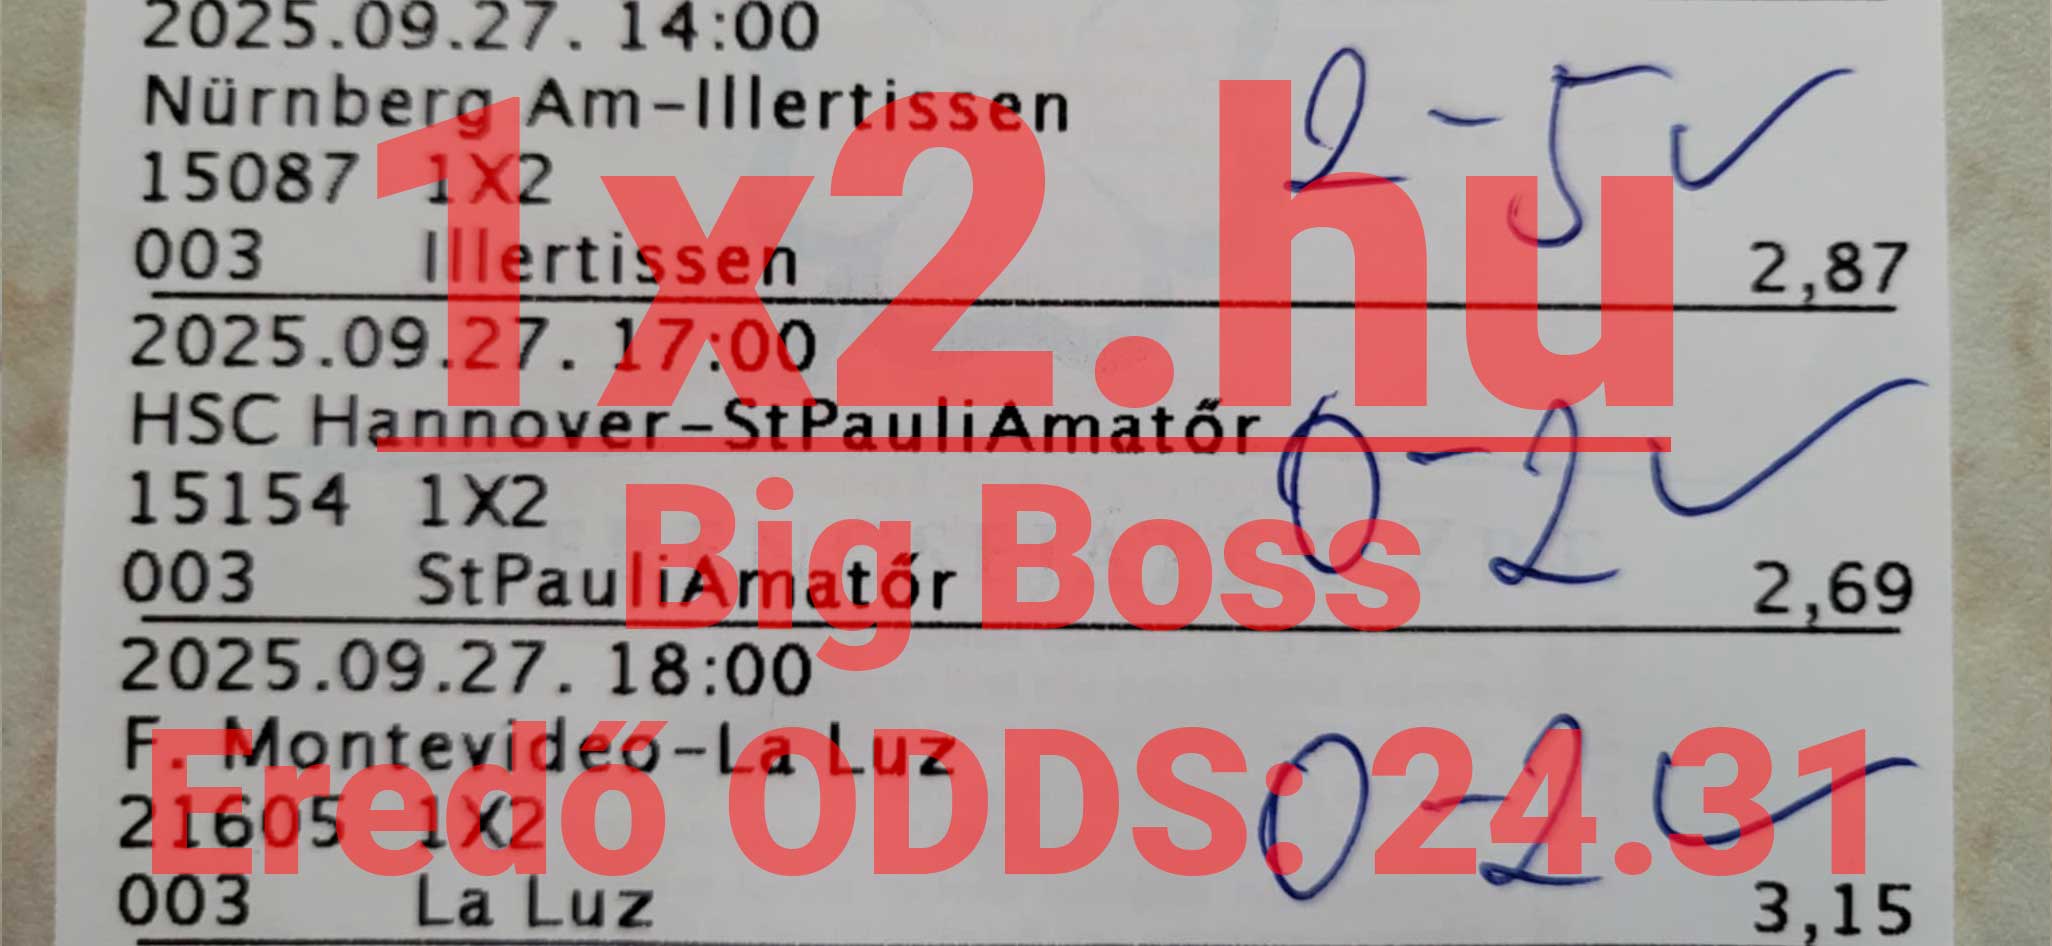 2025.09.27. 14:00
Nürnberg Am-Illertissen
2-5
15087 1X2
003 Illertissen 2,87
2025.09.27. 17:00
HSC Hannover-StPauliAmatőr
0-2
15154 1X2
003 StPauliAmatőr 2,69
2025.09.27. 18:00
F. Montevideo-La Luz
0-2
21605 1X2
003 La Luz 3,15
1x2.hu
Big Boss
Eredő ODDS: 24.31